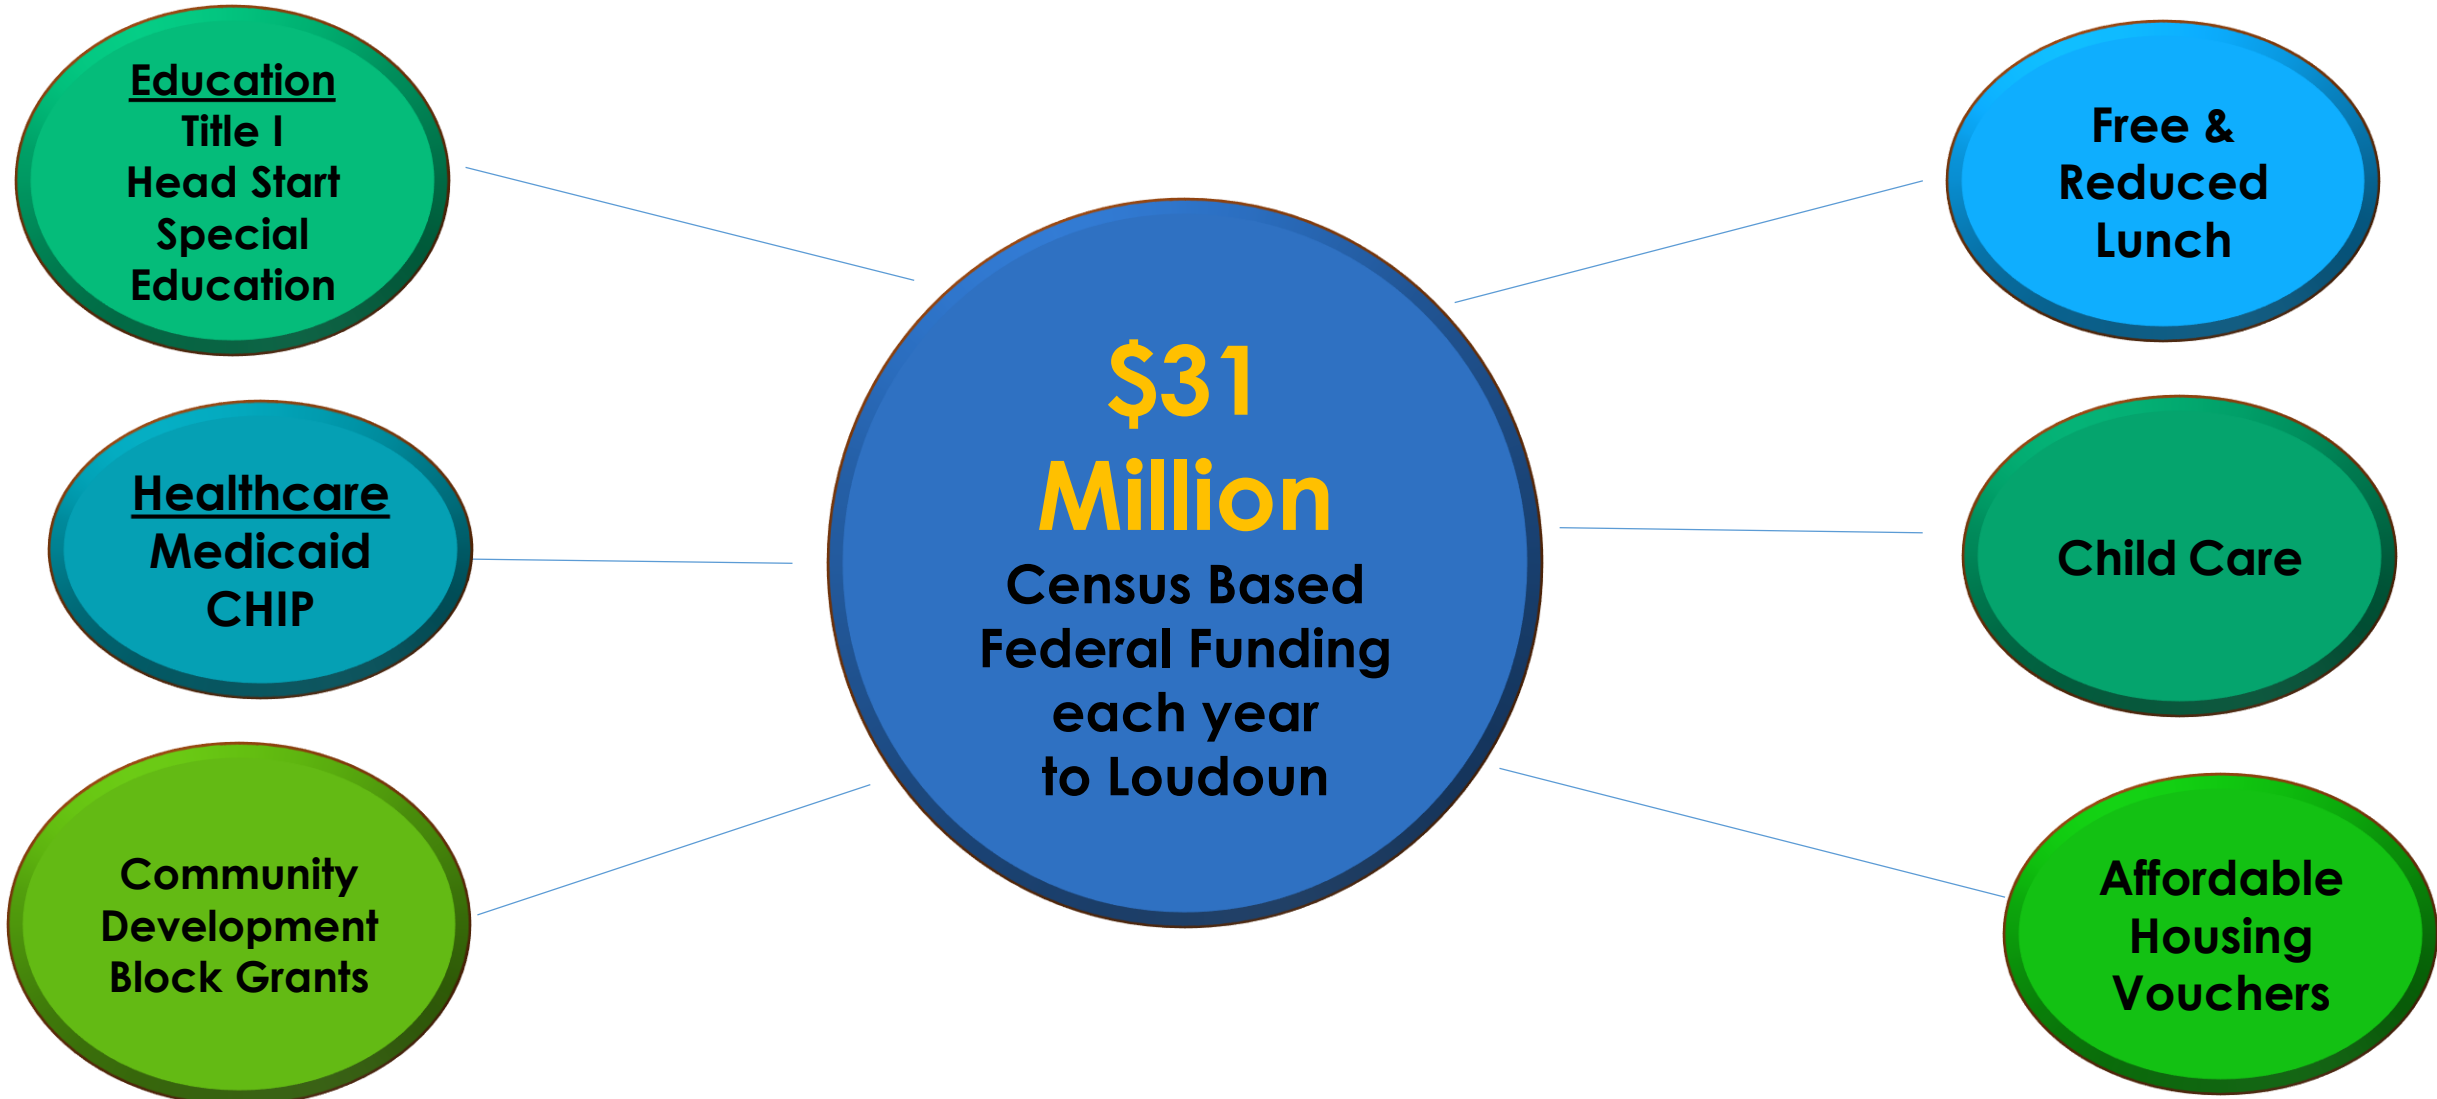 Education
Title I
Head Start
Special
Education
Healthcare
Medicaid
CHIP
Community
Development
Block Grants
$31
Million
Census Based
Federal Funding
each year
to Loudoun
Free &
Reduced
Lunch
Child Care
Affordable
Housing
Vouchers